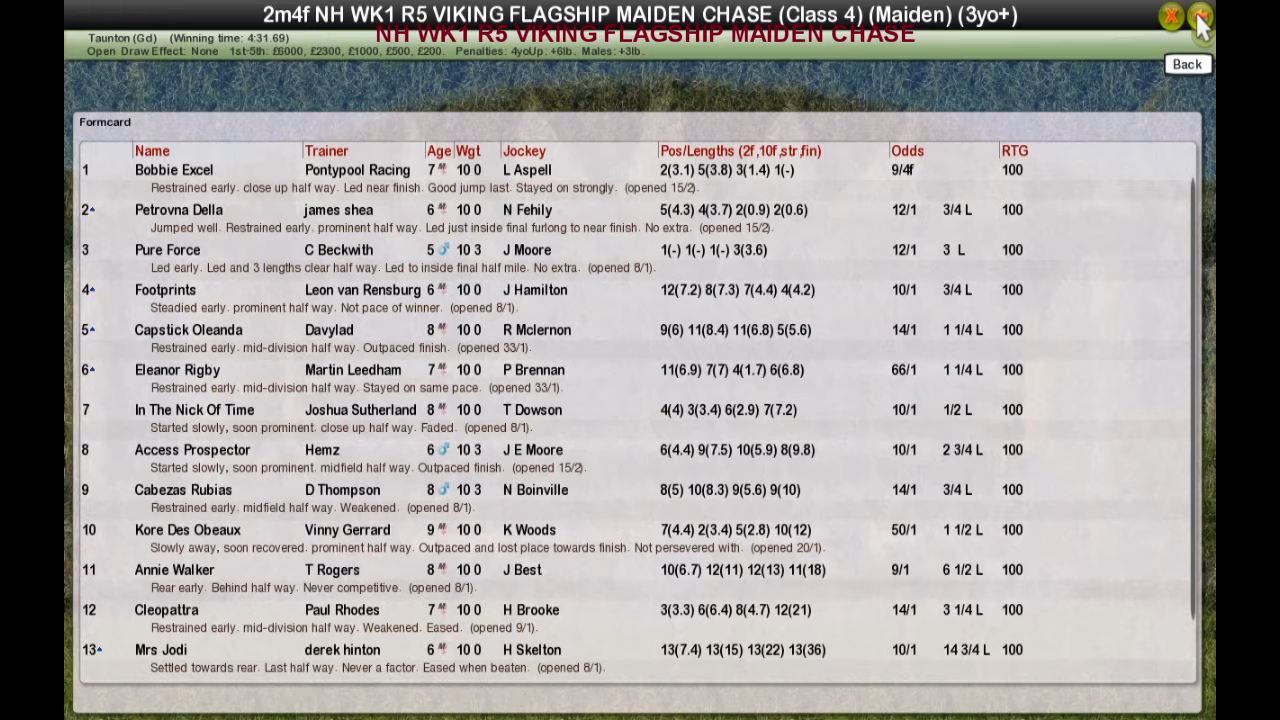 2m4f NH WK1 R5 VIKING FLAGSHIP MAIDEN CHASE (Class 4) (Maiden) (3yo+)
NH WK1 R5 VIKING FLAGSHIP MAIDEN CHASE
Taunton (Gd) (Winning time: 4:31.69)
Open Draw Effect: None 1st-5th: £6000, £2300, £1000, £500, £200. Penalties: 4yoUp: +6lb. Males: +3lb.
Back
Formcard
Name Trainer Age Wgt Jockey Pos/Lengths (2f,10f,str,fin) Odds RTG
1 Bobbie Excel Pontypool Racing 7 10 0 L Aspell 2(3.1) 5(3.8) 3(1.4) 1(-) 9/4f 100
Restrained early. close up half way. Led near finish. Good jump last. Stayed on strongly. (opened 15/2).
2 Petrovna Della james shea 6 10 0 N Fehily 5(4.3) 4(3.7) 2(0.9) 2(0.6) 12/1 3/4 L 100
Jumped well. Restrained early. prominent half way. Led just inside final furlong to near finish. No extra. (opened 15/2).
3 Pure Force C Beckwith 5 10 3 J Moore 1(-) 1(-) 1(-) 3(3.6) 12/1 3 L 100
Led early. Led and 3 lengths clear half way. Led to inside final half mile. No extra. (opened 8/1).
4 Footprints Leon van Rensburg 6 10 0 J Hamilton 12(7.2) 8(7.3) 7(4.4) 4(4.2) 10/1 3/4 L 100
Steadied early. prominent half way. Not pace of winner. (opened 8/1).
5 Capstick Oleanda Davylad 8 10 0 R Mclernon 9(6) 11(8.4) 11(6.8) 5(5.6) 14/1 1 1/4 L 100
Restrained early. mid-division half way. Outpaced finish. (opened 33/1).
6 Eleanor Rigby Martin Leedham 7 10 0 P Brennan 11(6.9) 7(7) 4(1.7) 6(6.8) 66/1 1 1/4 L 100
Restrained early. mid-division half way. Stayed on same pace. (opened 33/1).
7 In The Nick Of Time Joshua Sutherland 8 10 0 T Dowson 4(4) 3(3.4) 6(2.9) 7(7.2) 10/1 1/2 L 100
Started slowly, soon prominent. close up half way. Faded. (opened 8/1).
8 Access Prospector Hemz 6 10 3 J E Moore 6(4.4) 9(7.5) 10(5.9) 8(9.8) 10/1 2 3/4 L 100
Started slowly, soon prominent. midfield half way. Outpaced finish. (opened 15/2).
9 Cabezas Rubias D Thompson 8 10 3 N Boinville 8(5) 10(8.3) 9(5.6) 9(10) 14/1 3/4 L 100
Restrained early. midfield half way. Weakened. (opened 8/1).
10 Kore Des Obeaux Vinny Gerrard 9 10 0 K Woods 7(4.4) 2(3.4) 5(2.8) 10(12) 50/1 1 1/2 L 100
Slowly away, soon recovered. prominent half way. Outpaced and lost place towards finish. Not persevered with. (opened 20/1).
11 Annie Walker T Rogers 8 10 0 J Best 10(6.7) 12(11) 12(13) 11(18) 9/1 6 1/2 L 100
Rear early. Behind half way. Never competitive. (opened 8/1).
12 Cleopattra Paul Rhodes 7 10 0 H Brooke 3(3.3) 6(6.4) 8(4.7) 12(21) 14/1 3 1/4 L 100
Restrained early. mid-division half way. Weakened. Eased. (opened 9/1).
13 Mrs Jodi derek hinton 6 10 0 H Skelton 13(7.4) 13(15) 13(22) 13(36) 10/1 14 3/4 L 100
Settled towards rear. Last half way. Never a factor. Eased when beaten. (opened 8/1).